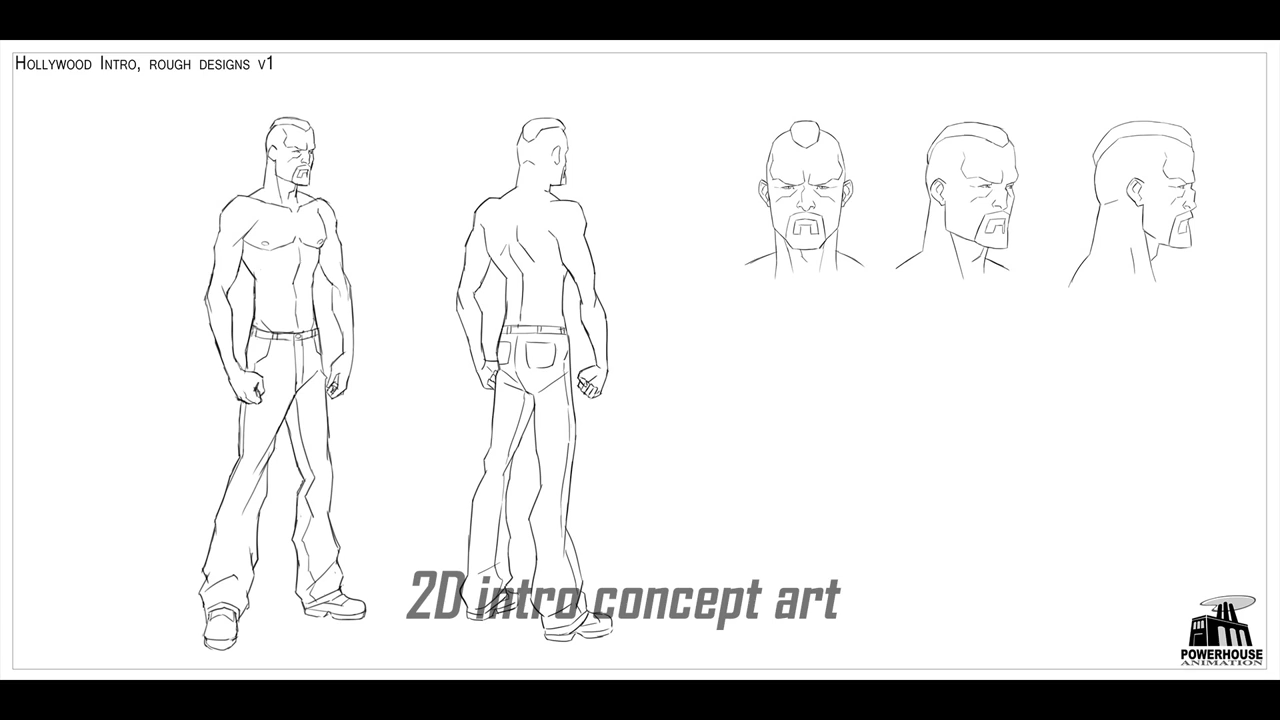 Hollywood Intro, rough designs v1
2D intro concept art
POWERHOUSE
ANIMATION